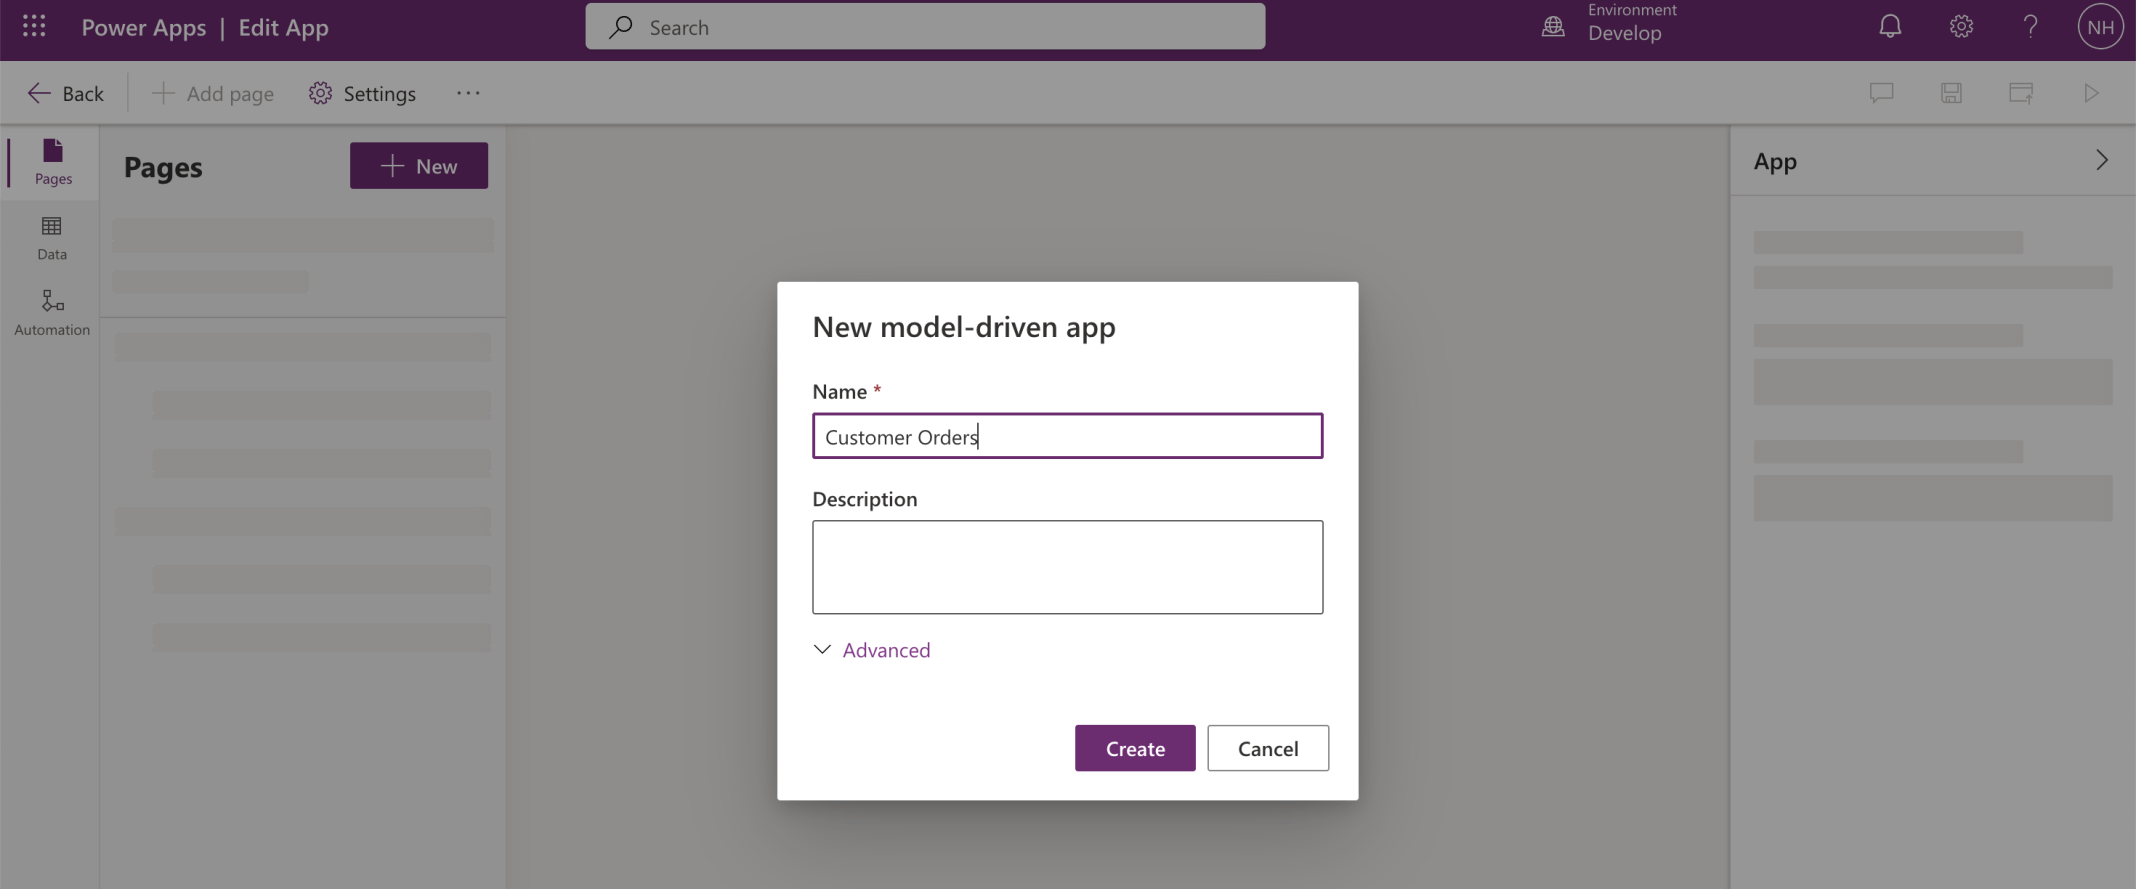 Power Apps | Edit App
Search
Environment
Develop
NH
Back
Add page
Settings
Pages
Data
Automation
Pages
New
App
New model-driven app
Name *
Customer Orders
Description
Advanced
Create
Cancel